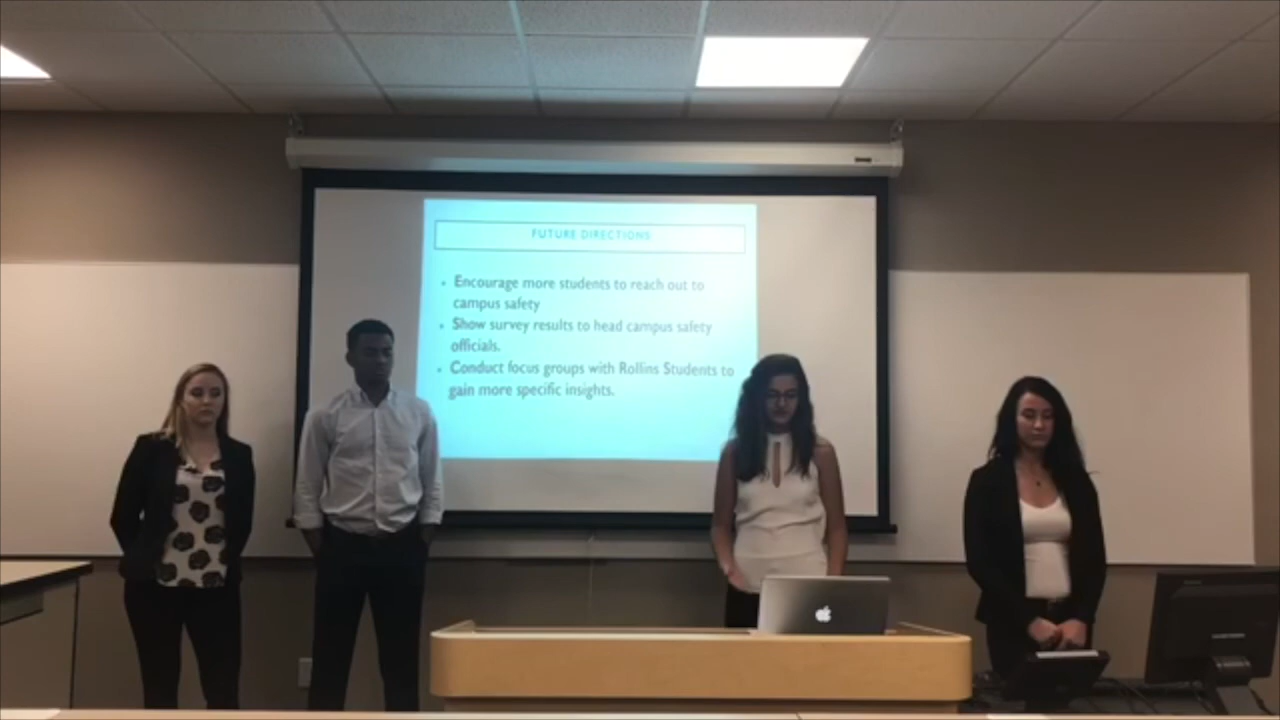 FUTURE DIRECTIONS
• Encourage more students to reach out to
campus safety
• Show survey results to head campus safety
officials.
• Conduct focus groups with Rollins Students to
gain more specific insights.